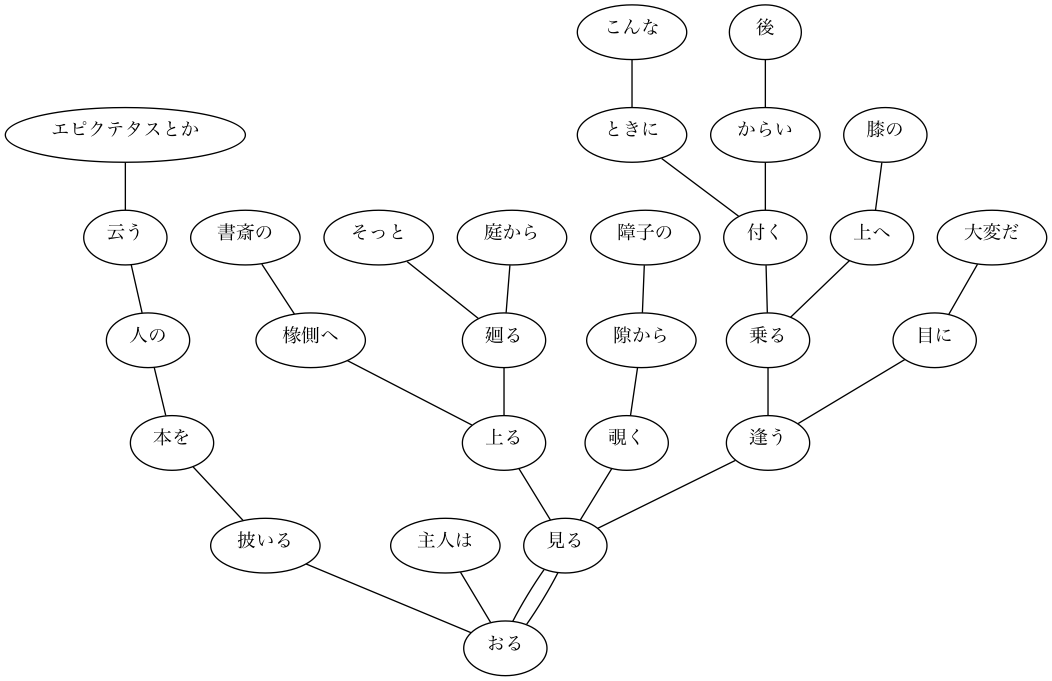 こんな
後
エピクテタスとか
ときに
からい
膝の
云う
書斎の
そっと
庭から
障子の
付く
上へ
大変だ
人の
椽側へ
廻る
隙から
乗る
目に
本を
上る
覗く
逢う
披いる
主人は
見る
おる